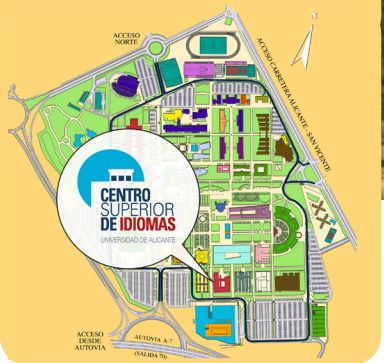 ACCESO
NORTE
N
ACCESO CARRETERA ALICANTE - SAN VICENTE
CENTRO
SUPERIOR
DE IDIOMAS
UNIVERSIDAD DE ALICANTE
ACCESO
DESDE
AUTOVIA
AUTOVIA A-7
(SALIDA 70)